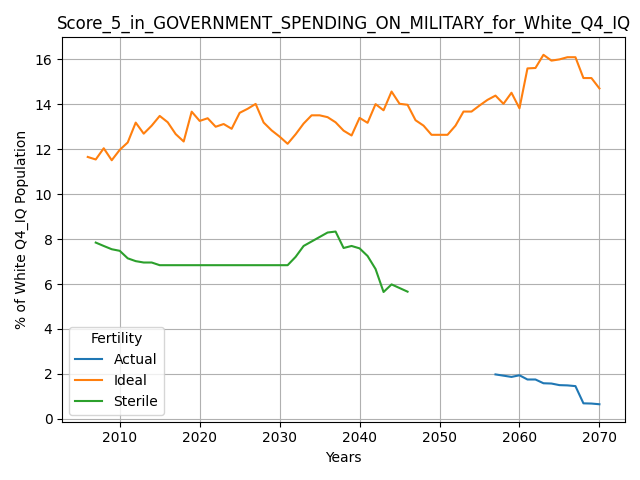 Score_5_in_GOVERNMENT_SPENDING_ON_MILITARY_for_White_Q4_IQ
% of White Q4_IQ Population
16
14
12
10
8
6
4
2
0
Fertility
Actual
Ideal
Sterile
2010 2020 2030 2040 2050 2060 2070
Years